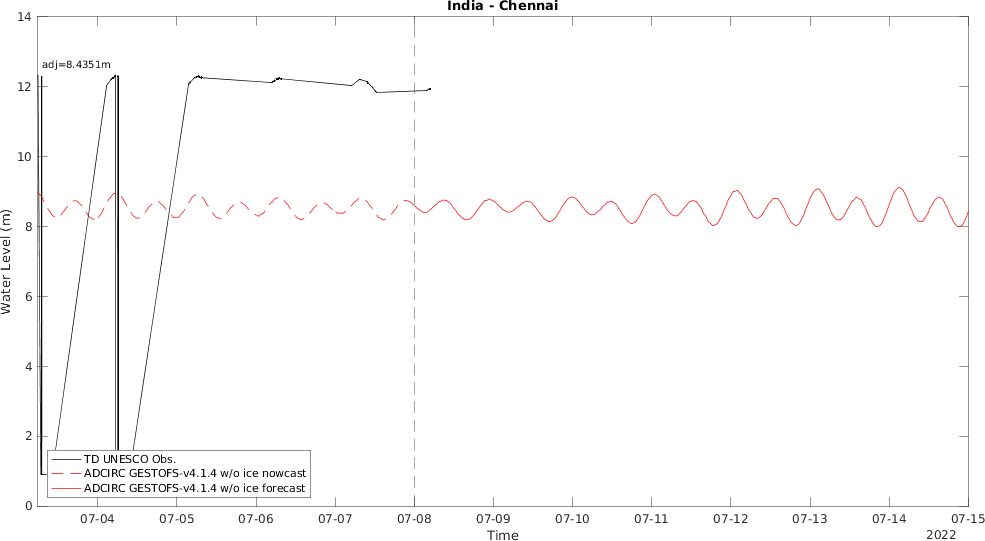 India - Chennai
14
adj=8.4351m
12
10
8
6
4
2
0
Water Level (m)
TD UNESCO Obs.
ADCIRC GESTOFS-v4.1.4 w/o ice nowcast
ADCIRC GESTOFS-v4.1.4 w/o ice forecast
07-04 07-05 07-06 07-07 07-08 07-09 07-10 07-11 07-12 07-13 07-14 07-15
Time
2022